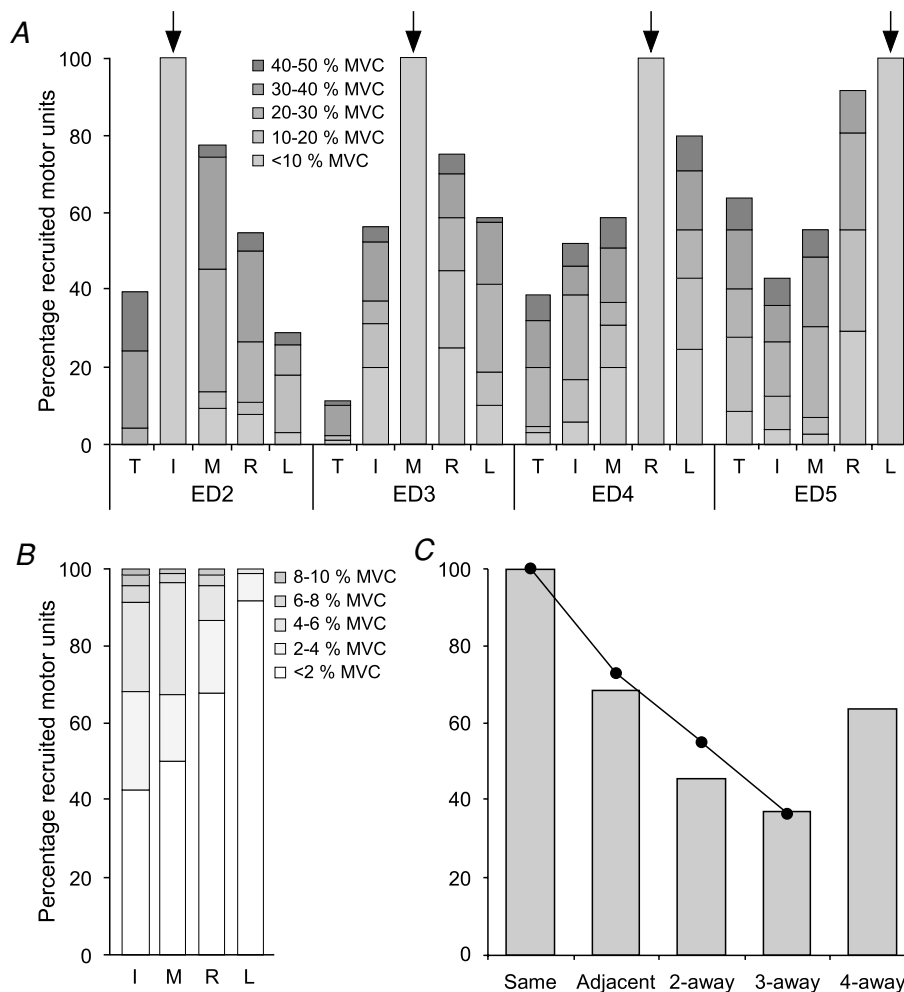 A
Percentage recruited motor units
100
80
60
40
20
0
40-50 % MVC
30-40 % MVC
20-30 % MVC
10-20 % MVC
<10 % MVC
T I M R L T I M R L T I M R L T I M R L
ED2 ED3 ED4 ED5
B
Percentage recruited motor units
100
80
60
40
20
0
8-10 % MVC
6-8 % MVC
4-6 % MVC
2-4 % MVC
<2 % MVC
I M R L
C
100
80
60
40
20
0
Same Adjacent 2-away 3-away 4-away